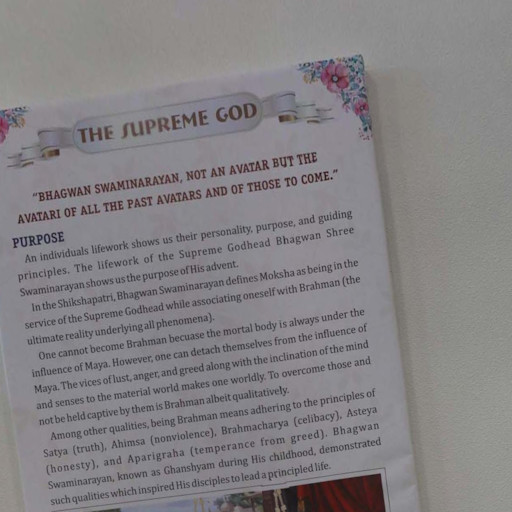 THE SUPREME GOD
"BHAGWAN SWAMINARAYAN, NOT AN AVATAR BUT THE
AVATARI OF ALL THE PAST AVATARS AND OF THOSE TO COME."
PURPOSE
An individuals lifework shows us their personality, purpose, and guiding
principles. The lifework of the Supreme Godhead Bhagwan Shree
Swaminarayan shows us the purpose of His advent.
In the Shikshapatri, Bhagwan Swaminarayan defines Moksha as being in the
service of the Supreme Godhead while associating oneself with Brahman (the
ultimate reality underlying all phenomena).
One cannot become Brahman becuase the mortal body is always under the
influence of Maya. However, one can detach themselves from the influence of
Maya. The vices of lust, anger, and greed along with the inclination of the mind
and senses to the material world makes one worldly. To overcome those and
not be held captive by them is Brahman albeit qualitatively.
Among other qualities, being Brahman means adhering to the principles of
Satya (truth), Ahimsa (nonviolence), Brahmacharya (celibacy), Asteya
(honesty), and Aparigraha (temperance from greed). Bhagwan
Swaminarayan, known as Ghanshyam during His childhood, demonstrated
such qualities which inspired His disciples to lead a principled life.